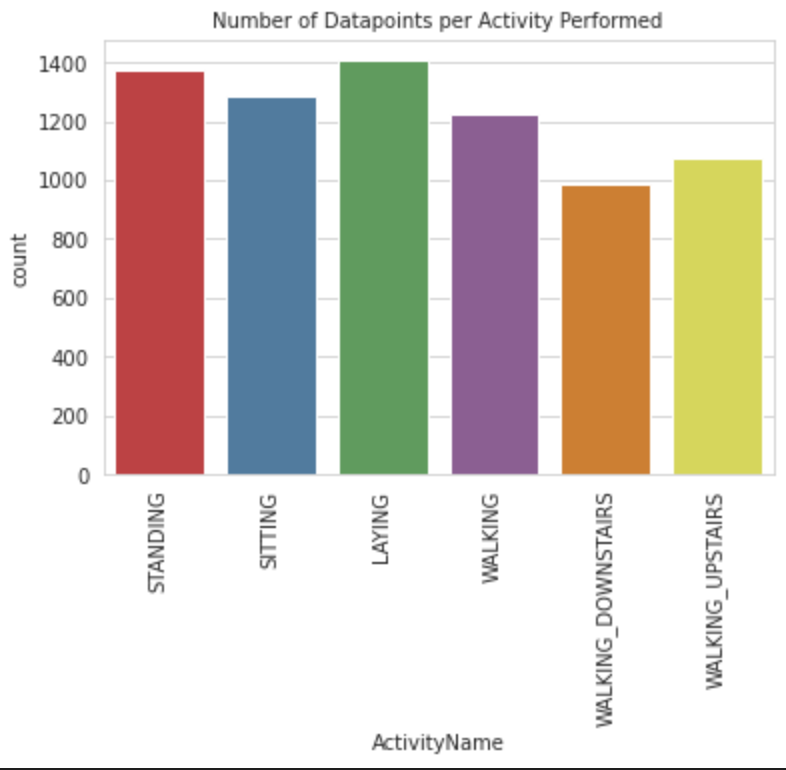 Number of Datapoints per Activity Performed
1400
1200
1000
800
600
400
200
0
count
STANDING
SITTING
LAYING
WALKING
WALKING_DOWNSTAIRS
WALKING_UPSTAIRS
ActivityName